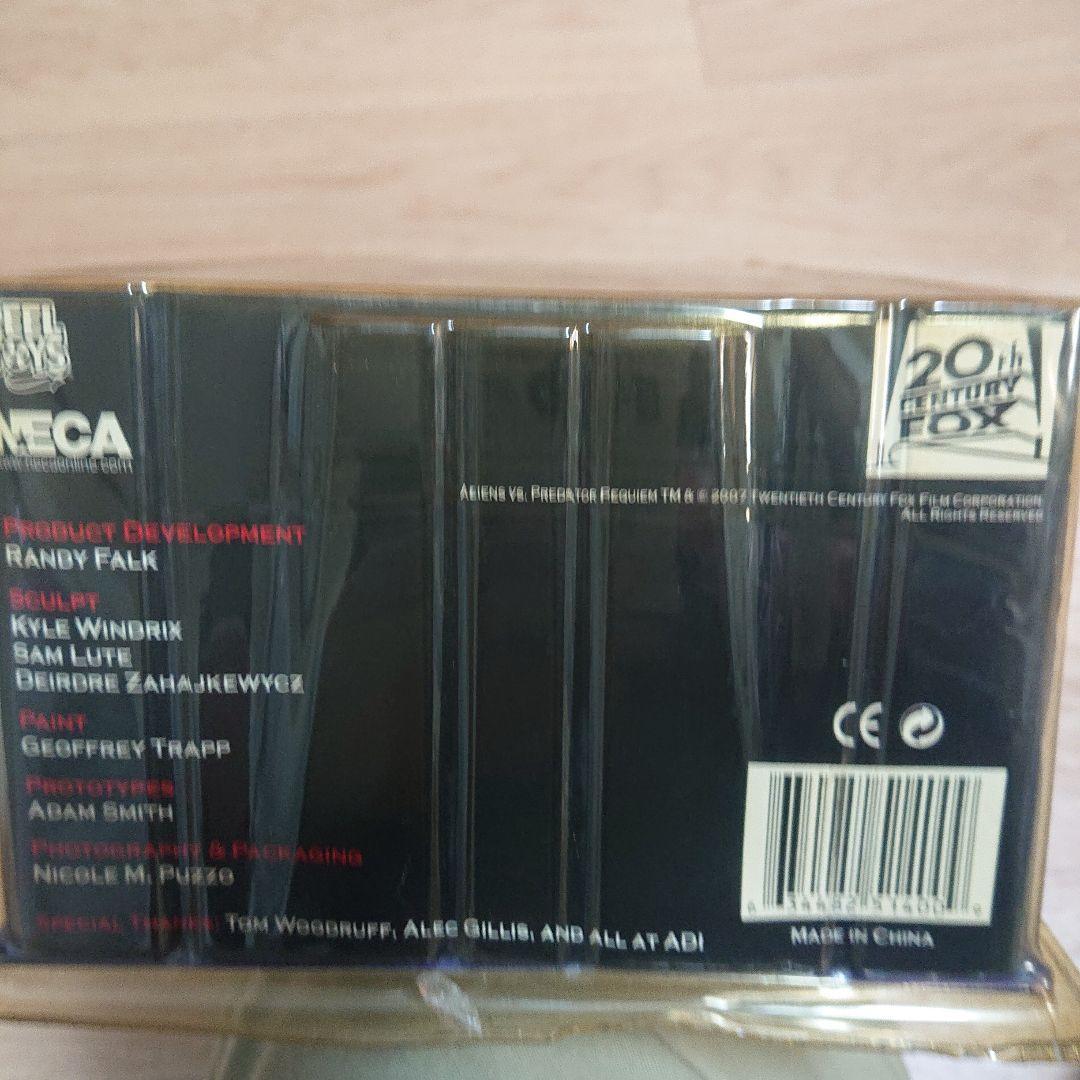 NECA
20th
CENTURY
FOX
ALIENS VS. PREDATOR REQUIEM TM & © 2007 TWENTIETH CENTURY FOX FILM CORPORATION
ALL RIGHTS RESERVED
PRODUCT DEVELOPMENT
RANDY FALK
SCULPT
KYLE WINDRIX
SAM LUTE
DEIRDRE ZAHAJKEWYCZ
PAINT
GEOFFREY TRAPP
PROTOTYPES
ADAM SMITH
PHOTOGRAPHY & PACKAGING
NICOLE M. PUZZO
SPECIAL THANKS: TOM WOODRUFF, ALEC GILLIS, AND ALL AT ADI
CE
MADE IN CHINA